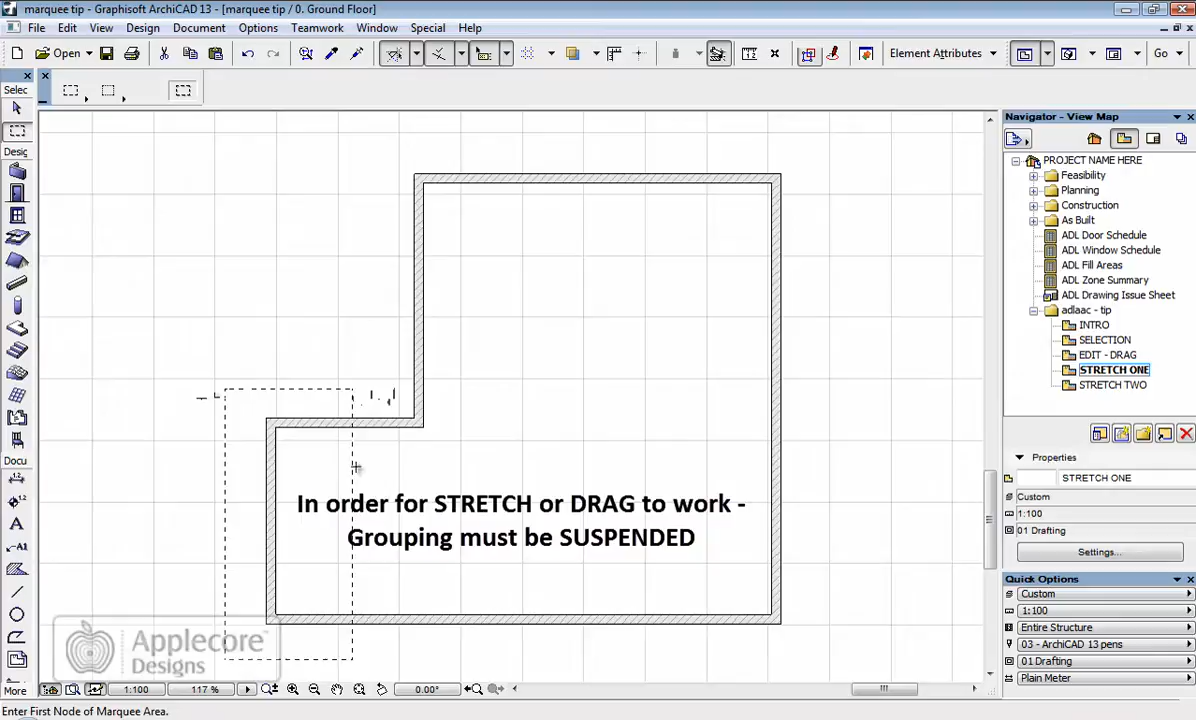 marquee tip - Graphisoft ArchiCAD 13 - [marquee tip / 0. Ground Floor]
File Edit View Design Document Options Teamwork Window Special Help
Open
Element Attributes
Go
Selec
Desig
Docu
A
A1
More
In order for STRETCH or DRAG to work -
Grouping must be SUSPENDED
Applecore
Designs
Navigator - View Map
PROJECT NAME HERE
Feasibility
Planning
Construction
As Built
ADL Door Schedule
ADL Window Schedule
ADL Fill Areas
ADL Zone Summary
ADL Drawing Issue Sheet
adlaac - tip
INTRO
SELECTION
EDIT - DRAG
STRETCH ONE
STRETCH TWO
Properties
STRETCH ONE
Custom
1:100
01 Drafting
Settings...
Quick Options
Custom
1:100
Entire Structure
03 - ArchiCAD 13 pens
01 Drafting
Plain Meter
1:100
117 %
0.00°
Enter First Node of Marquee Area.